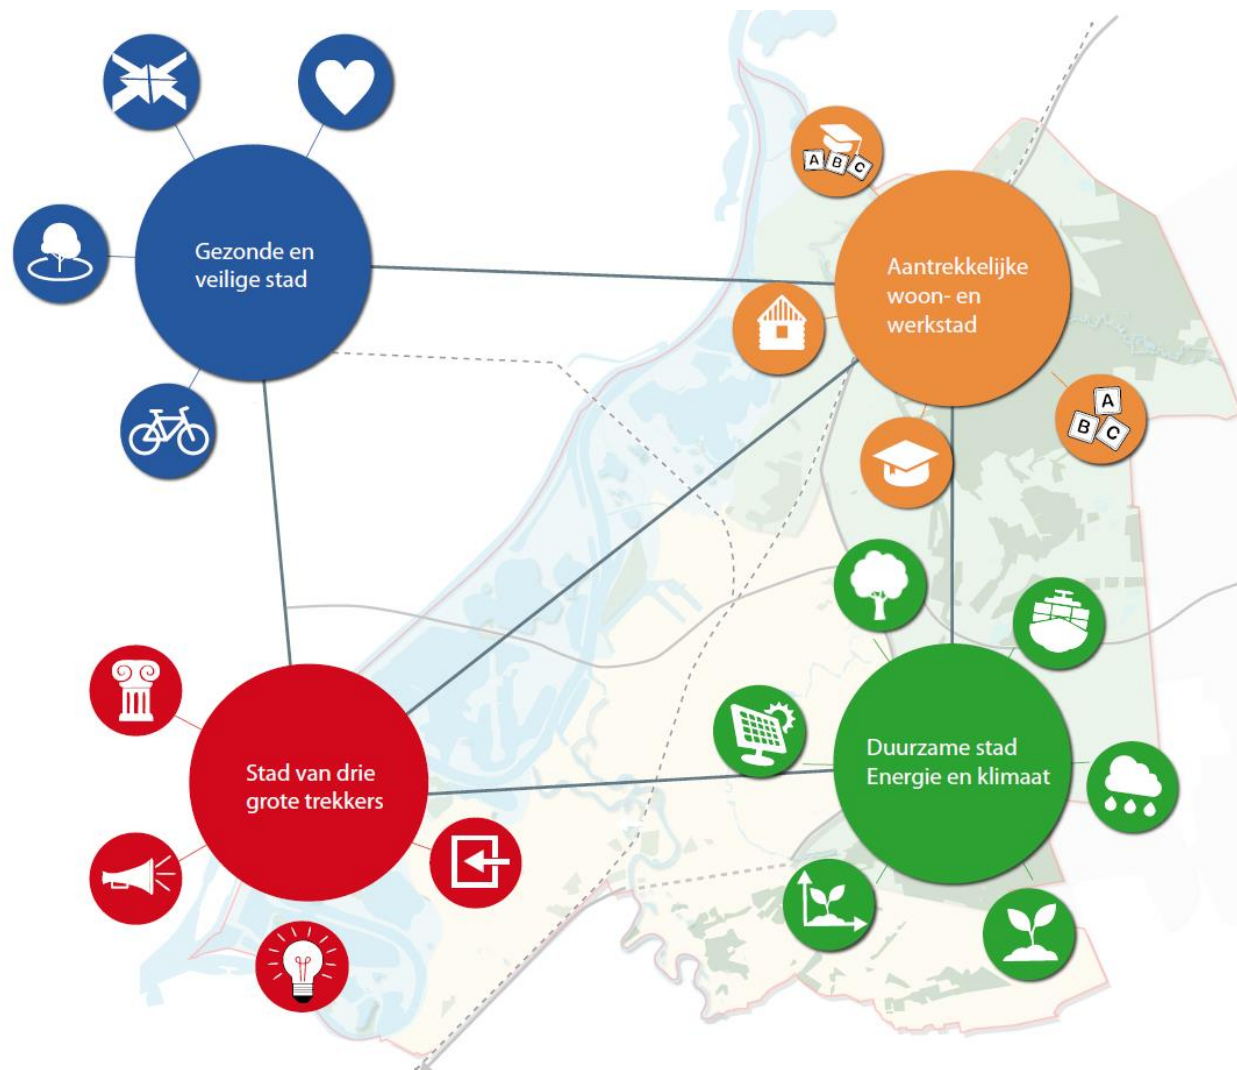 A B C
Gezonde en
veilige stad
Aantrekkelijke
woon- en
werkstad
A
B C
Duurzame stad
Energie en klimaat
Stad van drie
grote trekkers